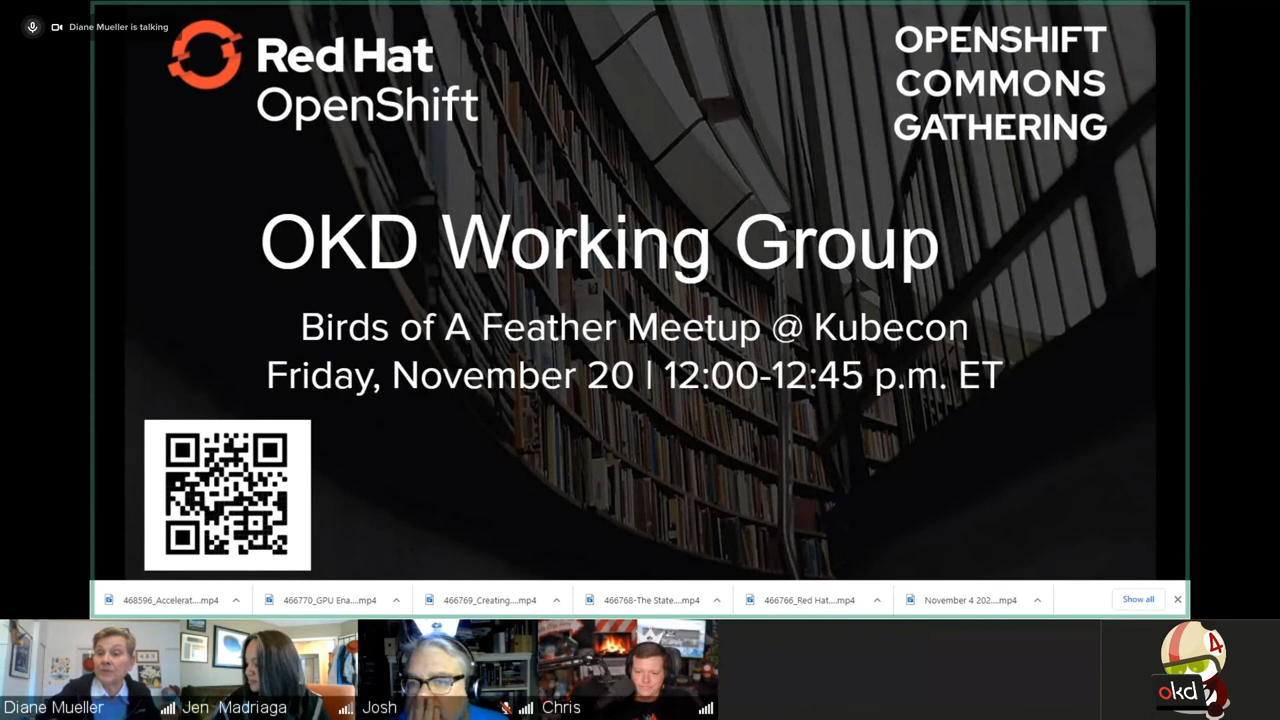 Diane Mueller is talking
Red Hat
OpenShift
OPENSHIFT
COMMONS
GATHERING
OKD Working Group
Birds of A Feather Meetup @ Kubecon
Friday, November 20 | 12:00-12:45 p.m. ET
468596_Accelerat....mp4
466770_GPU Ena....mp4
466769_Creating....mp4
466768-The State....mp4
466766_Red Hat....mp4
November 4 202....mp4
Show all
Diane Mueller
Jen Madriaga
Josh
Chris
4
okd